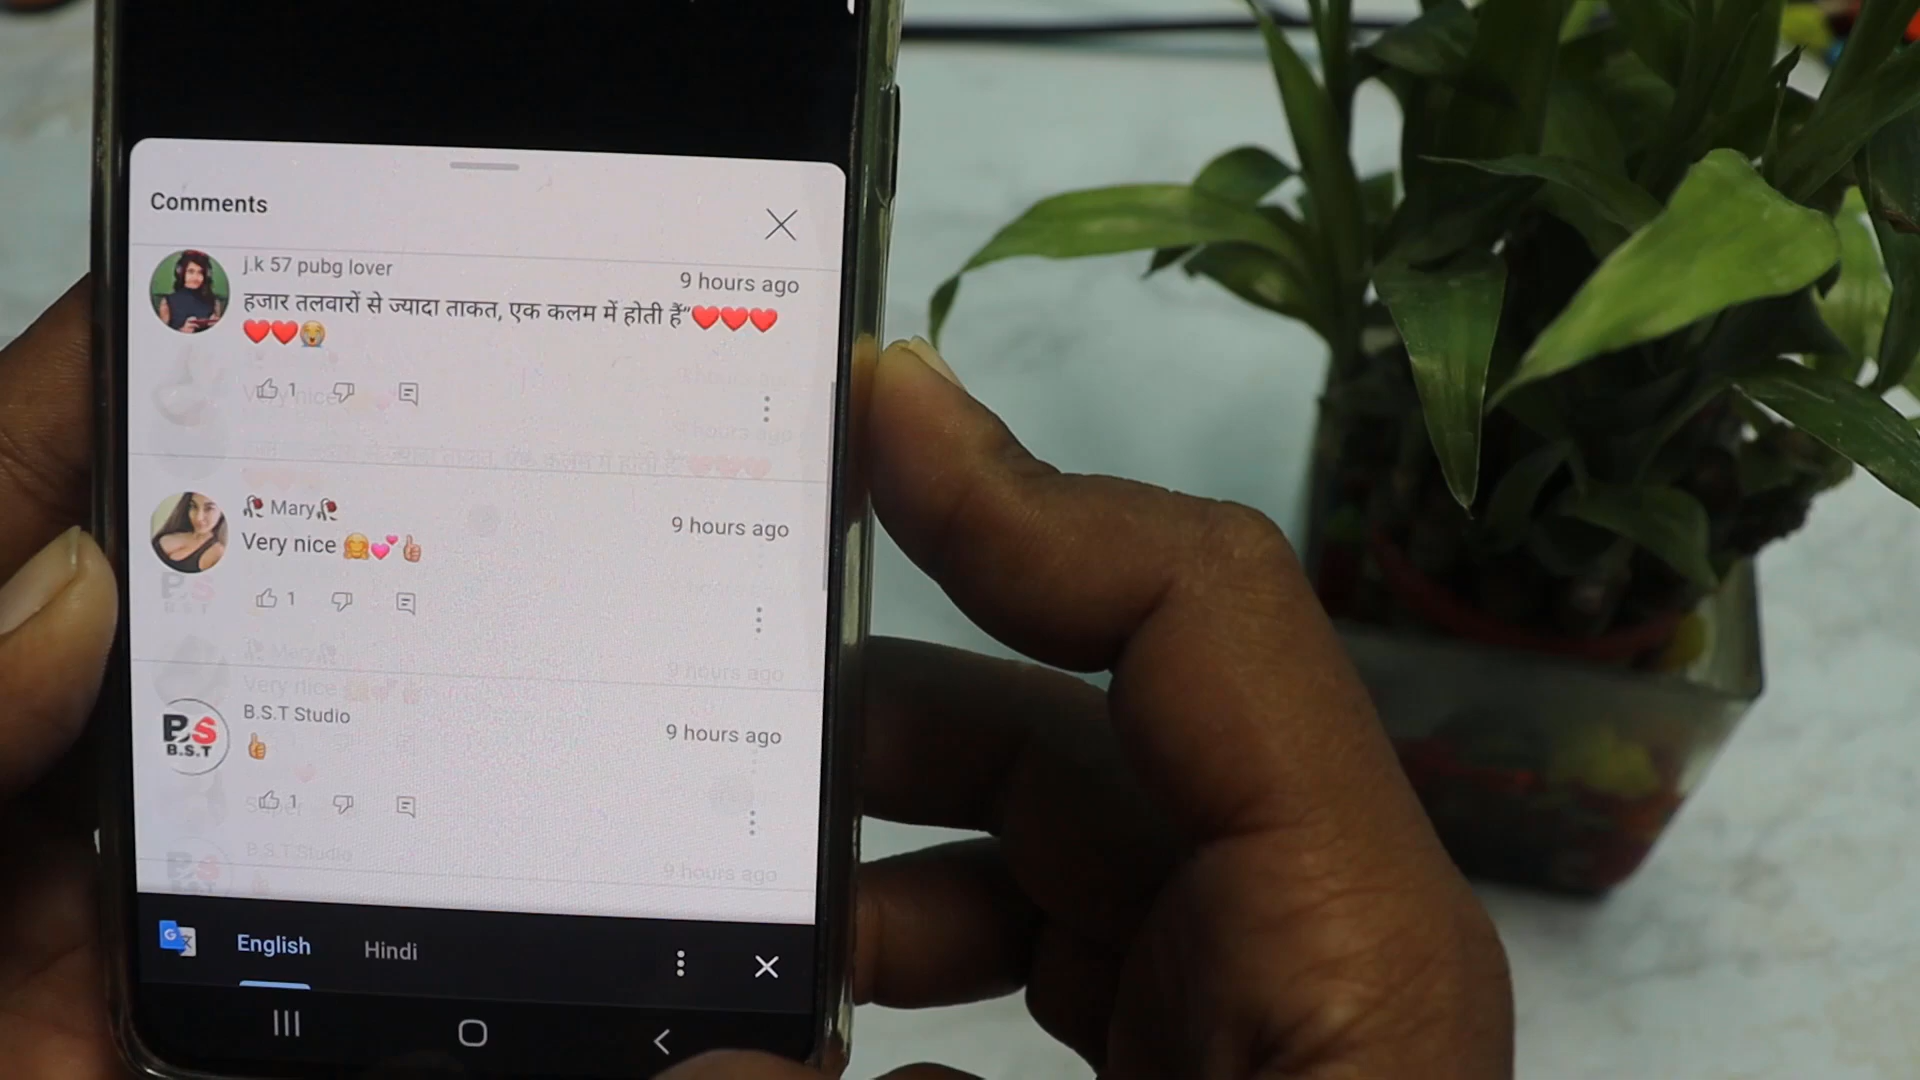 Comments
j.k 57 pubg lover
9 hours ago
हजार तलवारों से ज्यादा ताकत, एक कलम में होती हैं"❤️❤️❤️
❤️❤️😭
1
🥀 Mary🥀
9 hours ago
Very nice 🤗💕👍
1
B.S.T Studio
9 hours ago
BS
B.S.T
👍
1
English Hindi